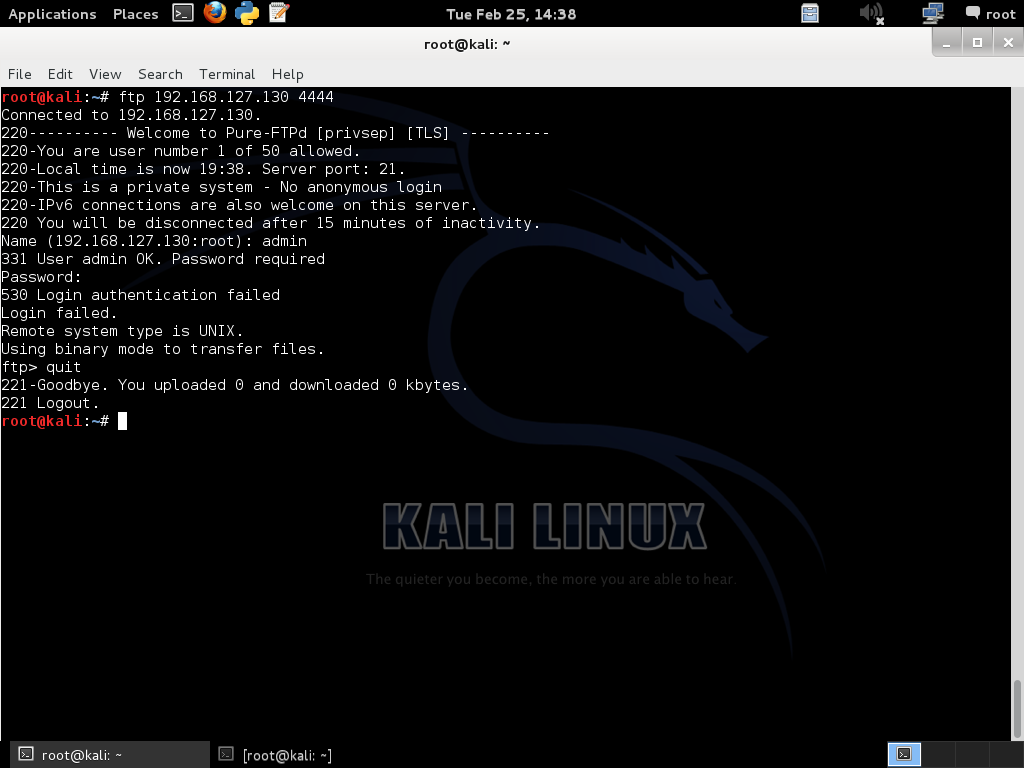 Applications Places Tue Feb 25, 14:38 root
root@kali: ~
File Edit View Search Terminal Help
root@kali:~# ftp 192.168.127.130 4444
Connected to 192.168.127.130.
220---------- Welcome to Pure-FTPd [privsep] [TLS] ----------
220-You are user number 1 of 50 allowed.
220-Local time is now 19:38. Server port: 21.
220-This is a private system - No anonymous login
220-IPv6 connections are also welcome on this server.
220 You will be disconnected after 15 minutes of inactivity.
Name (192.168.127.130:root): admin
331 User admin OK. Password required
Password:
530 Login authentication failed
Login failed.
Remote system type is UNIX.
Using binary mode to transfer files.
ftp> quit
221-Goodbye. You uploaded 0 and downloaded 0 kbytes.
221 Logout.
root@kali:~#
KALI LINUX
The quieter you become, the more you are able to hear.
root@kali: ~ [root@kali: ~]